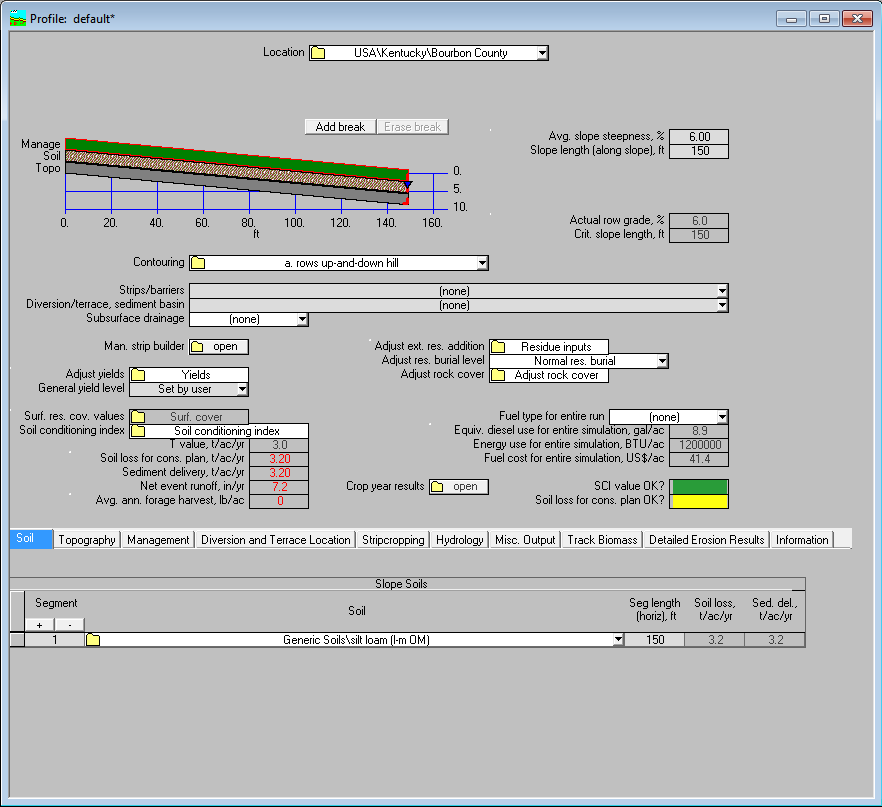 Profile: default*
Location USA\Kentucky\Bourbon County
Add break Erase break
Manage
Soil
Topo
0.
5.
10.
0. 20. 40. 60. 80. 100. 120. 140. 160.
ft
Avg. slope steepness, % 6.00
Slope length (along slope), ft 150
Actual row grade, % 6.0
Crit. slope length, ft 150
Contouring a. rows up-and-down hill
Strips/barriers (none)
Diversion/terrace, sediment basin (none)
Subsurface drainage (none)
Man. strip builder open
Adjust ext. res. addition Residue inputs
Adjust res. burial level Normal res. burial
Adjust yields Yields
Adjust rock cover Adjust rock cover
General yield level Set by user
Surf. res. cov. values Surf. cover
Fuel type for entire run (none)
Soil conditioning index Soil conditioning index
Equiv. diesel use for entire simulation, gal/ac 8.9
T value, t/ac/yr 3.0
Energy use for entire simulation, BTU/ac 1200000
Soil loss for cons. plan, t/ac/yr 3.20
Fuel cost for entire simulation, US$/ac 41.4
Sediment delivery, t/ac/yr 3.20
Net event runoff, in/yr 7.2
Crop year results open
SCI value OK?
Avg. ann. forage harvest, lb/ac 0
Soil loss for cons. plan OK?
Soil Topography Management Diversion and Terrace Location Stripcropping Hydrology Misc. Output Track Biomass Detailed Erosion Results Information
Slope Soils
Segment Soil Seg length (horiz), ft Soil loss, t/ac/yr Sed. del., t/ac/yr
+ -
1 Generic Soils\silt loam (l-m OM) 150 3.2 3.2